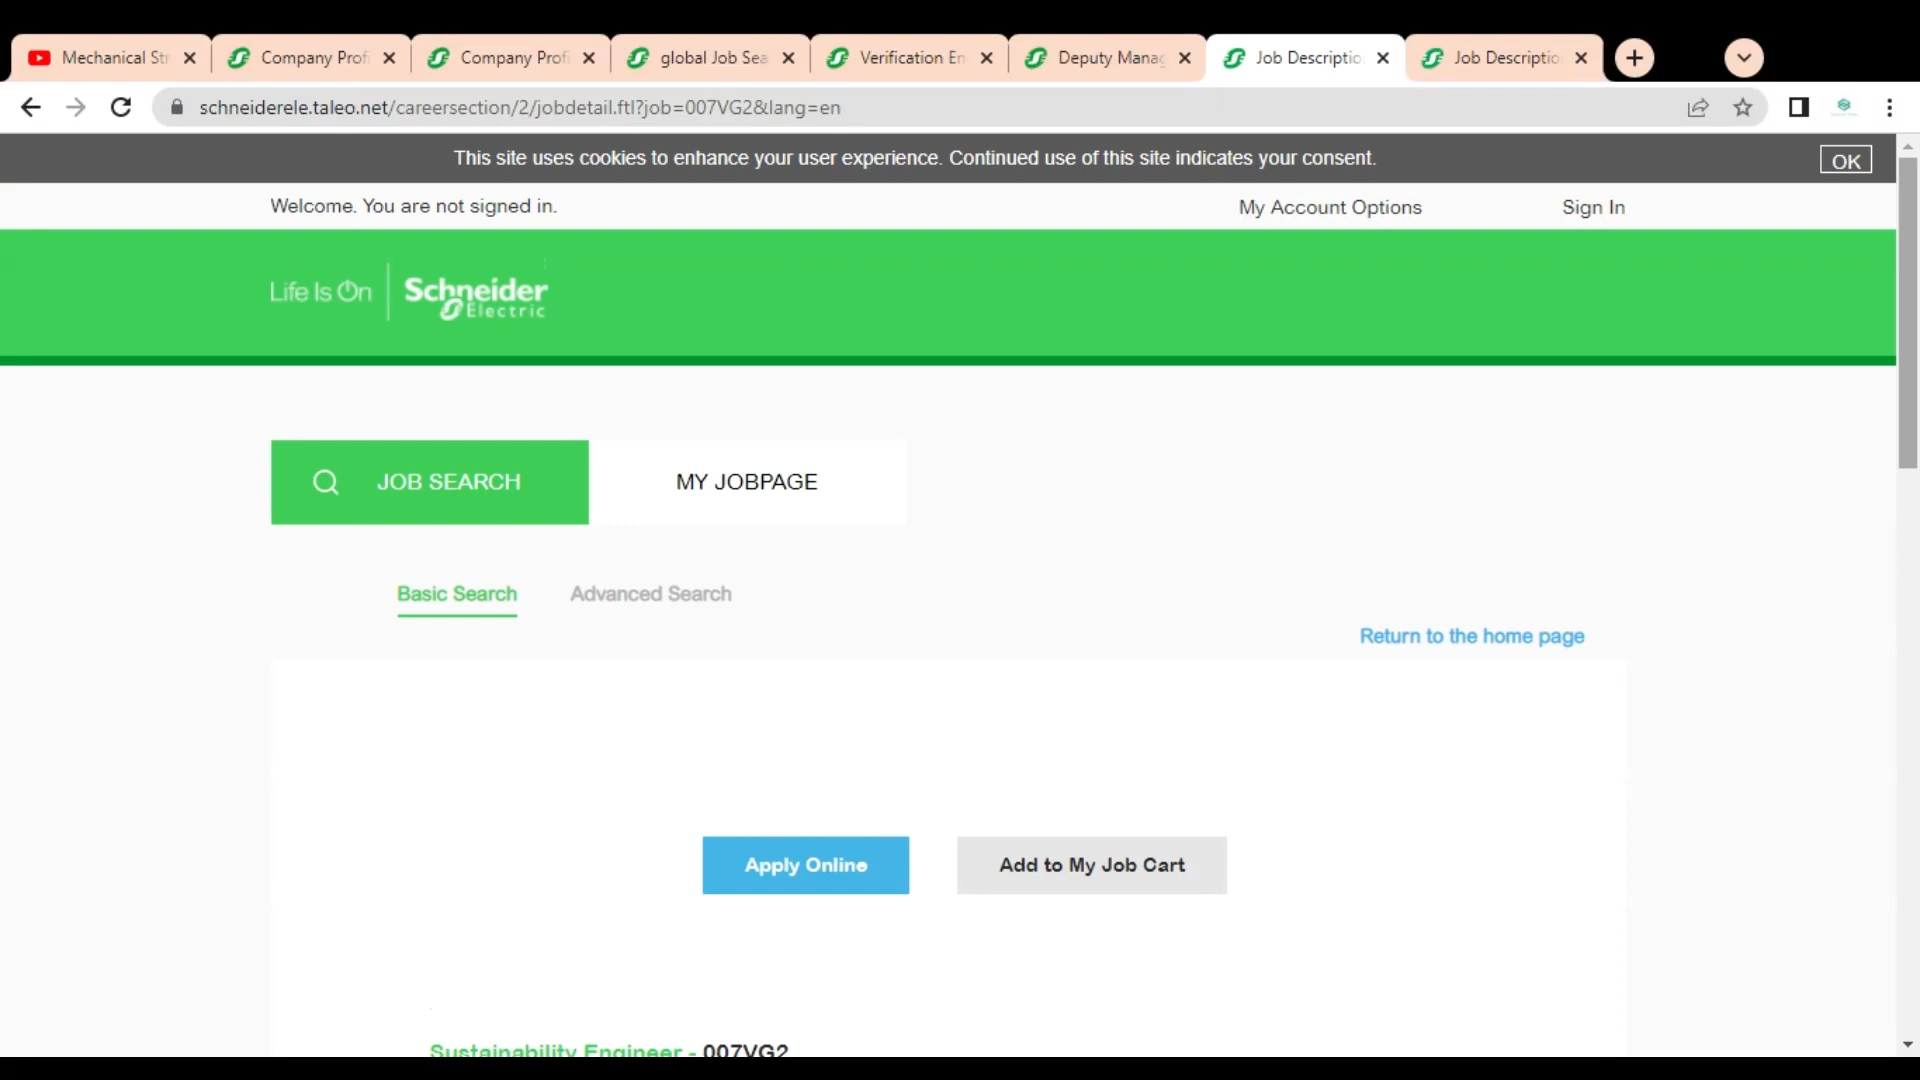 Mechanical Str
Company Profi
Company Profi
global Job Sea
Verification En
Deputy Manag
Job Descriptio
Job Descriptio
schneiderele.taleo.net/careersection/2/jobdetail.ftl?job=007VG2&lang=en
This site uses cookies to enhance your user experience. Continued use of this site indicates your consent.
OK
Welcome. You are not signed in.
My Account Options
Sign In
Life Is On
Schneider
Electric
JOB SEARCH
MY JOBPAGE
Basic Search
Advanced Search
Return to the home page
Apply Online
Add to My Job Cart
Sustainability Engineer - 007VG2